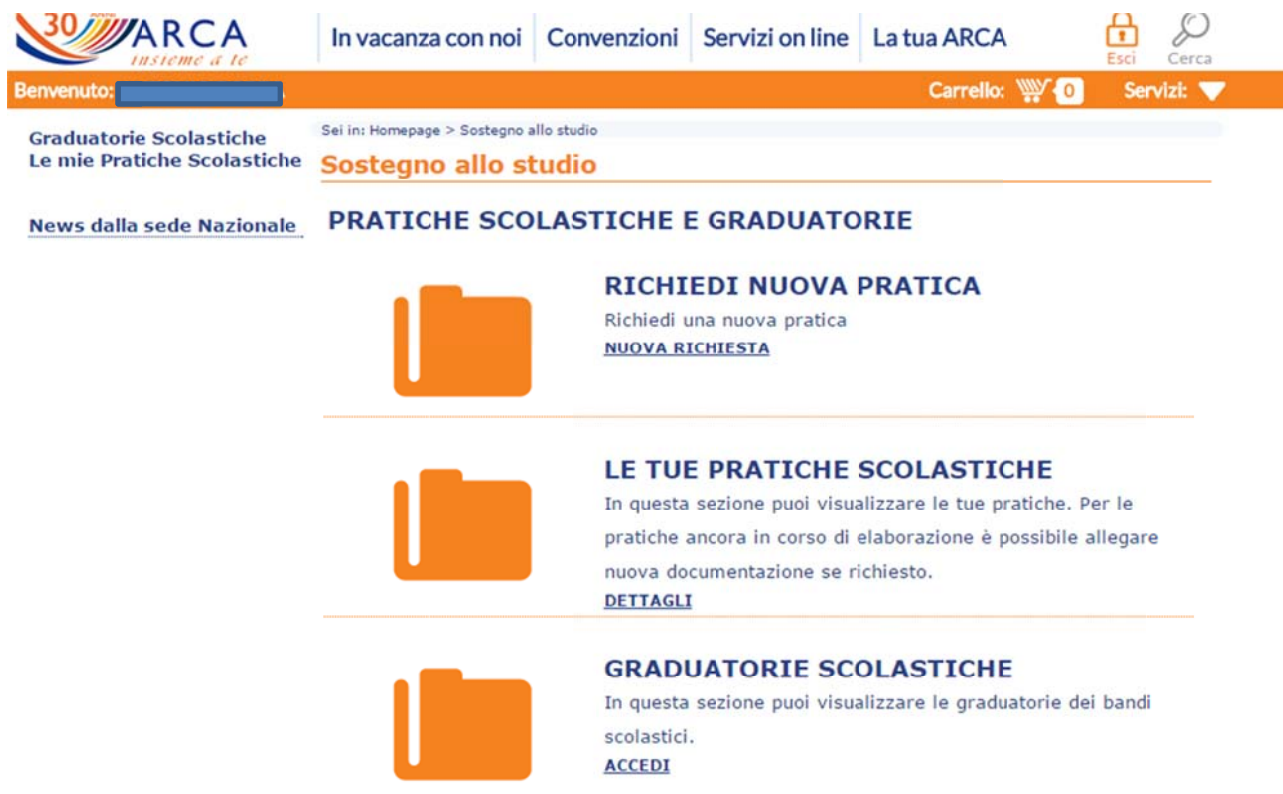 30 ARCA
insieme a te
In vacanza con noi Convenzioni Servizi on line La tua ARCA
Esci Cerca
Benvenuto:
Carrello: 0 Servizi:
Graduatorie Scolastiche
Le mie Pratiche Scolastiche
News dalla sede Nazionale
Sei in: Homepage > Sostegno allo studio
Sostegno allo studio
PRATICHE SCOLASTICHE E GRADUATORIE
RICHIEDI NUOVA PRATICA
Richiedi una nuova pratica
NUOVA RICHIESTA
LE TUE PRATICHE SCOLASTICHE
In questa sezione puoi visualizzare le tue pratiche. Per le
pratiche ancora in corso di elaborazione è possibile allegare
nuova documentazione se richiesto.
DETTAGLI
GRADUATORIE SCOLASTICHE
In questa sezione puoi visualizzare le graduatorie dei bandi
scolastici.
ACCEDI